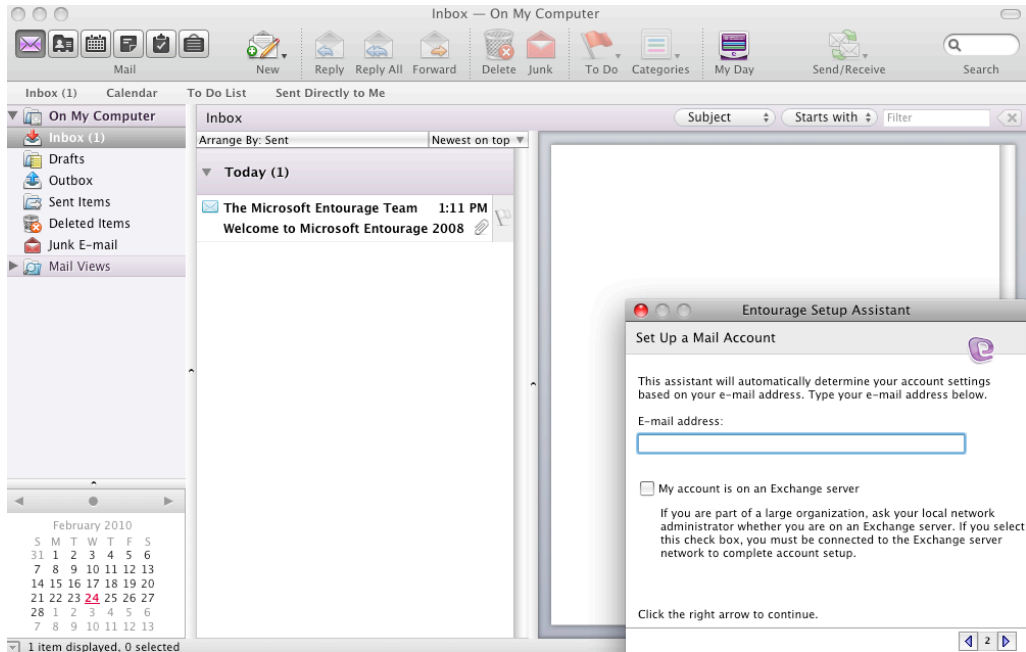 Inbox — On My Computer
Mail
New
Reply
Reply All
Forward
Delete
Junk
To Do
Categories
My Day
Send/Receive
Search
Inbox (1)
Calendar
To Do List
Sent Directly to Me
On My Computer
Inbox (1)
Drafts
Outbox
Sent Items
Deleted Items
Junk E-mail
Mail Views
February 2010
S M T W T F S
31 1 2 3 4 5 6
7 8 9 10 11 12 13
14 15 16 17 18 19 20
21 22 23 24 25 26 27
28 1 2 3 4 5 6
7 8 9 10 11 12 13
1 item displayed, 0 selected
Inbox
Subject
Starts with
Filter
Arrange By: Sent
Newest on top
Today (1)
The Microsoft Entourage Team 1:11 PM
Welcome to Microsoft Entourage 2008
Entourage Setup Assistant
Set Up a Mail Account
This assistant will automatically determine your account settings
based on your e-mail address. Type your e-mail address below.
E-mail address:
My account is on an Exchange server
If you are part of a large organization, ask your local network
administrator whether you are on an Exchange server. If you select
this check box, you must be connected to the Exchange server
network to complete account setup.
Click the right arrow to continue.
2